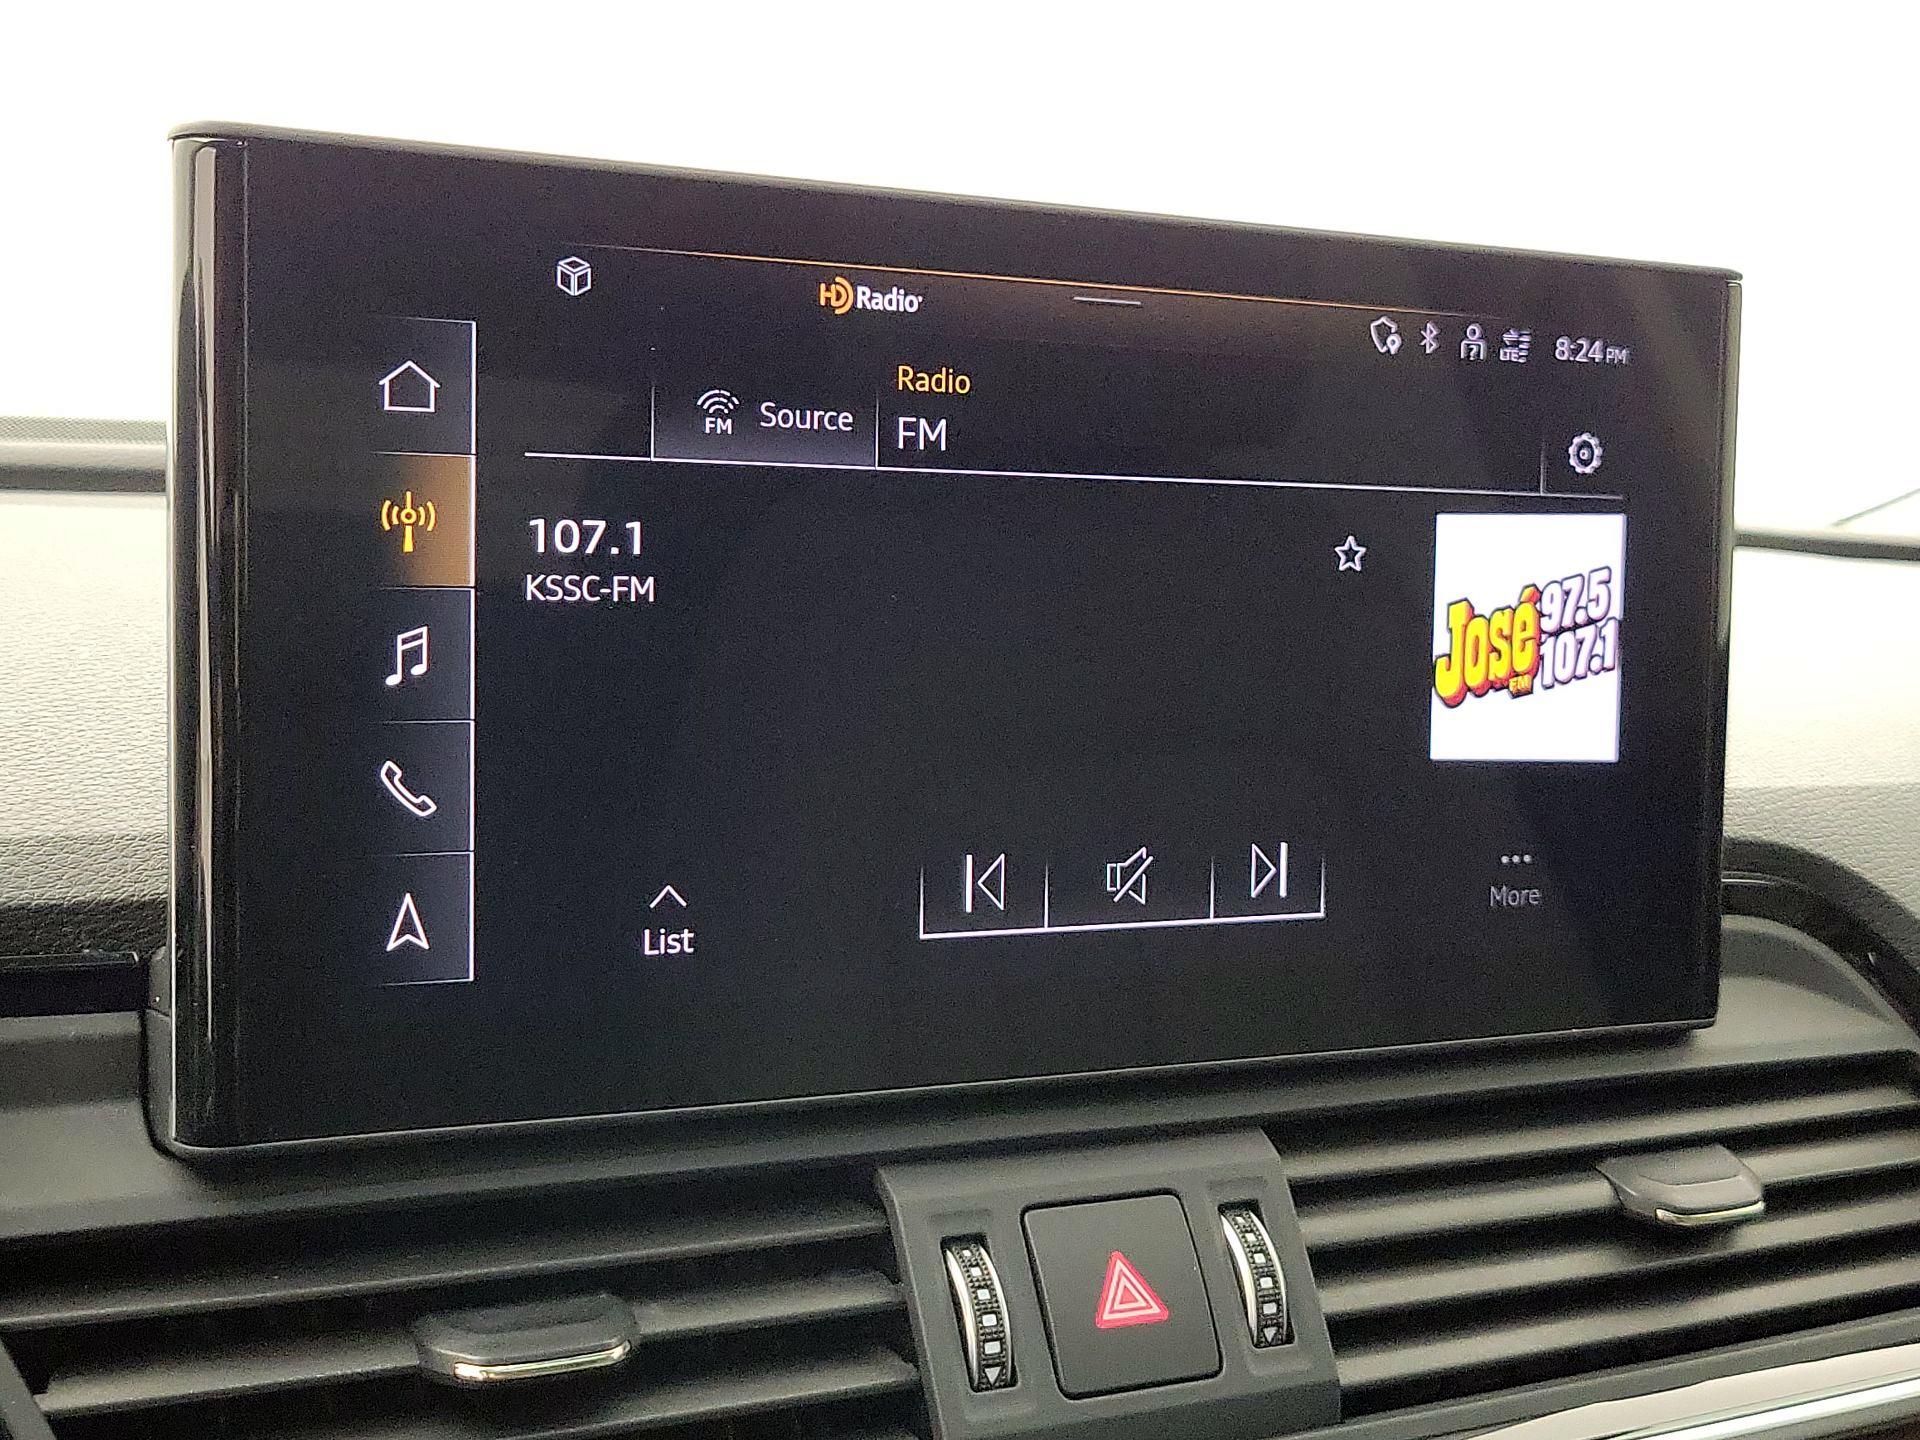 HD Radio
LTE
8:24 PM
Radio
FM
Source
FM
107.1
KSSC-FM
José 97.5
FM 107.1
List
More